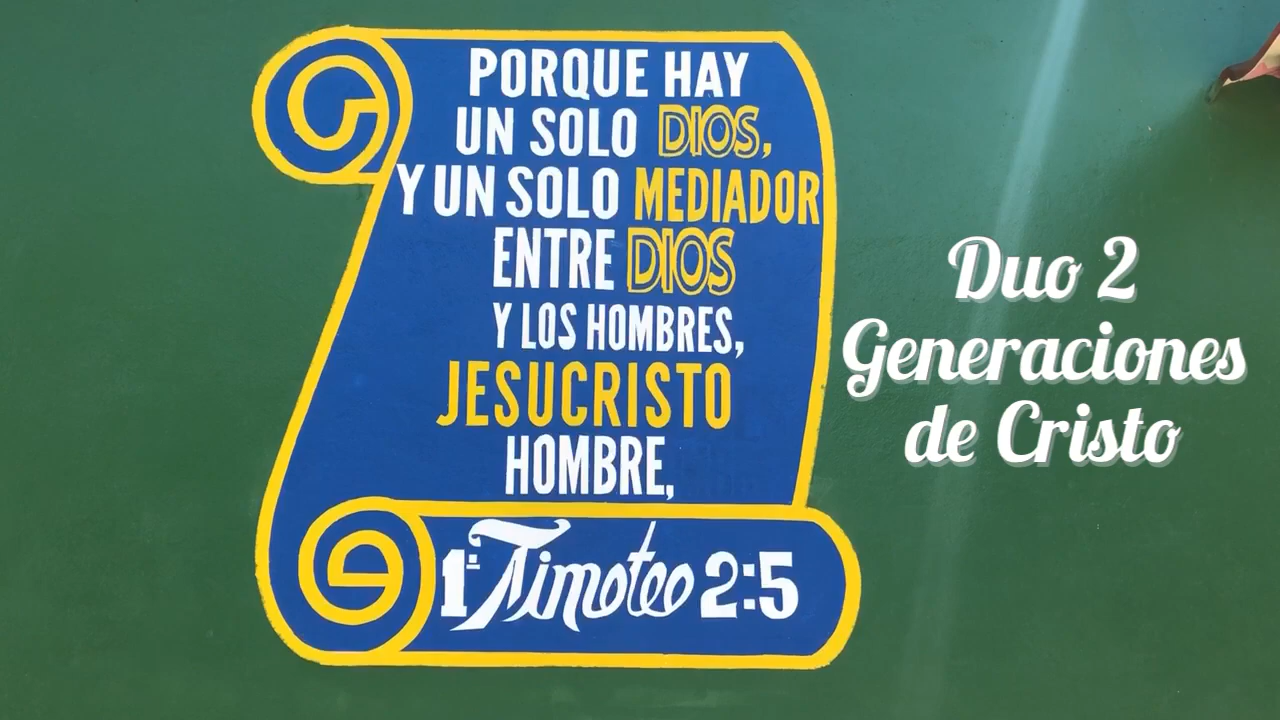 PORQUE HAY
UN SOLO DIOS,
Y UN SOLO MEDIADOR
ENTRE DIOS
Y LOS HOMBRES,
JESUCRISTO
HOMBRE,
1ª Timoteo 2:5
Duo 2
Generaciones
de Cristo